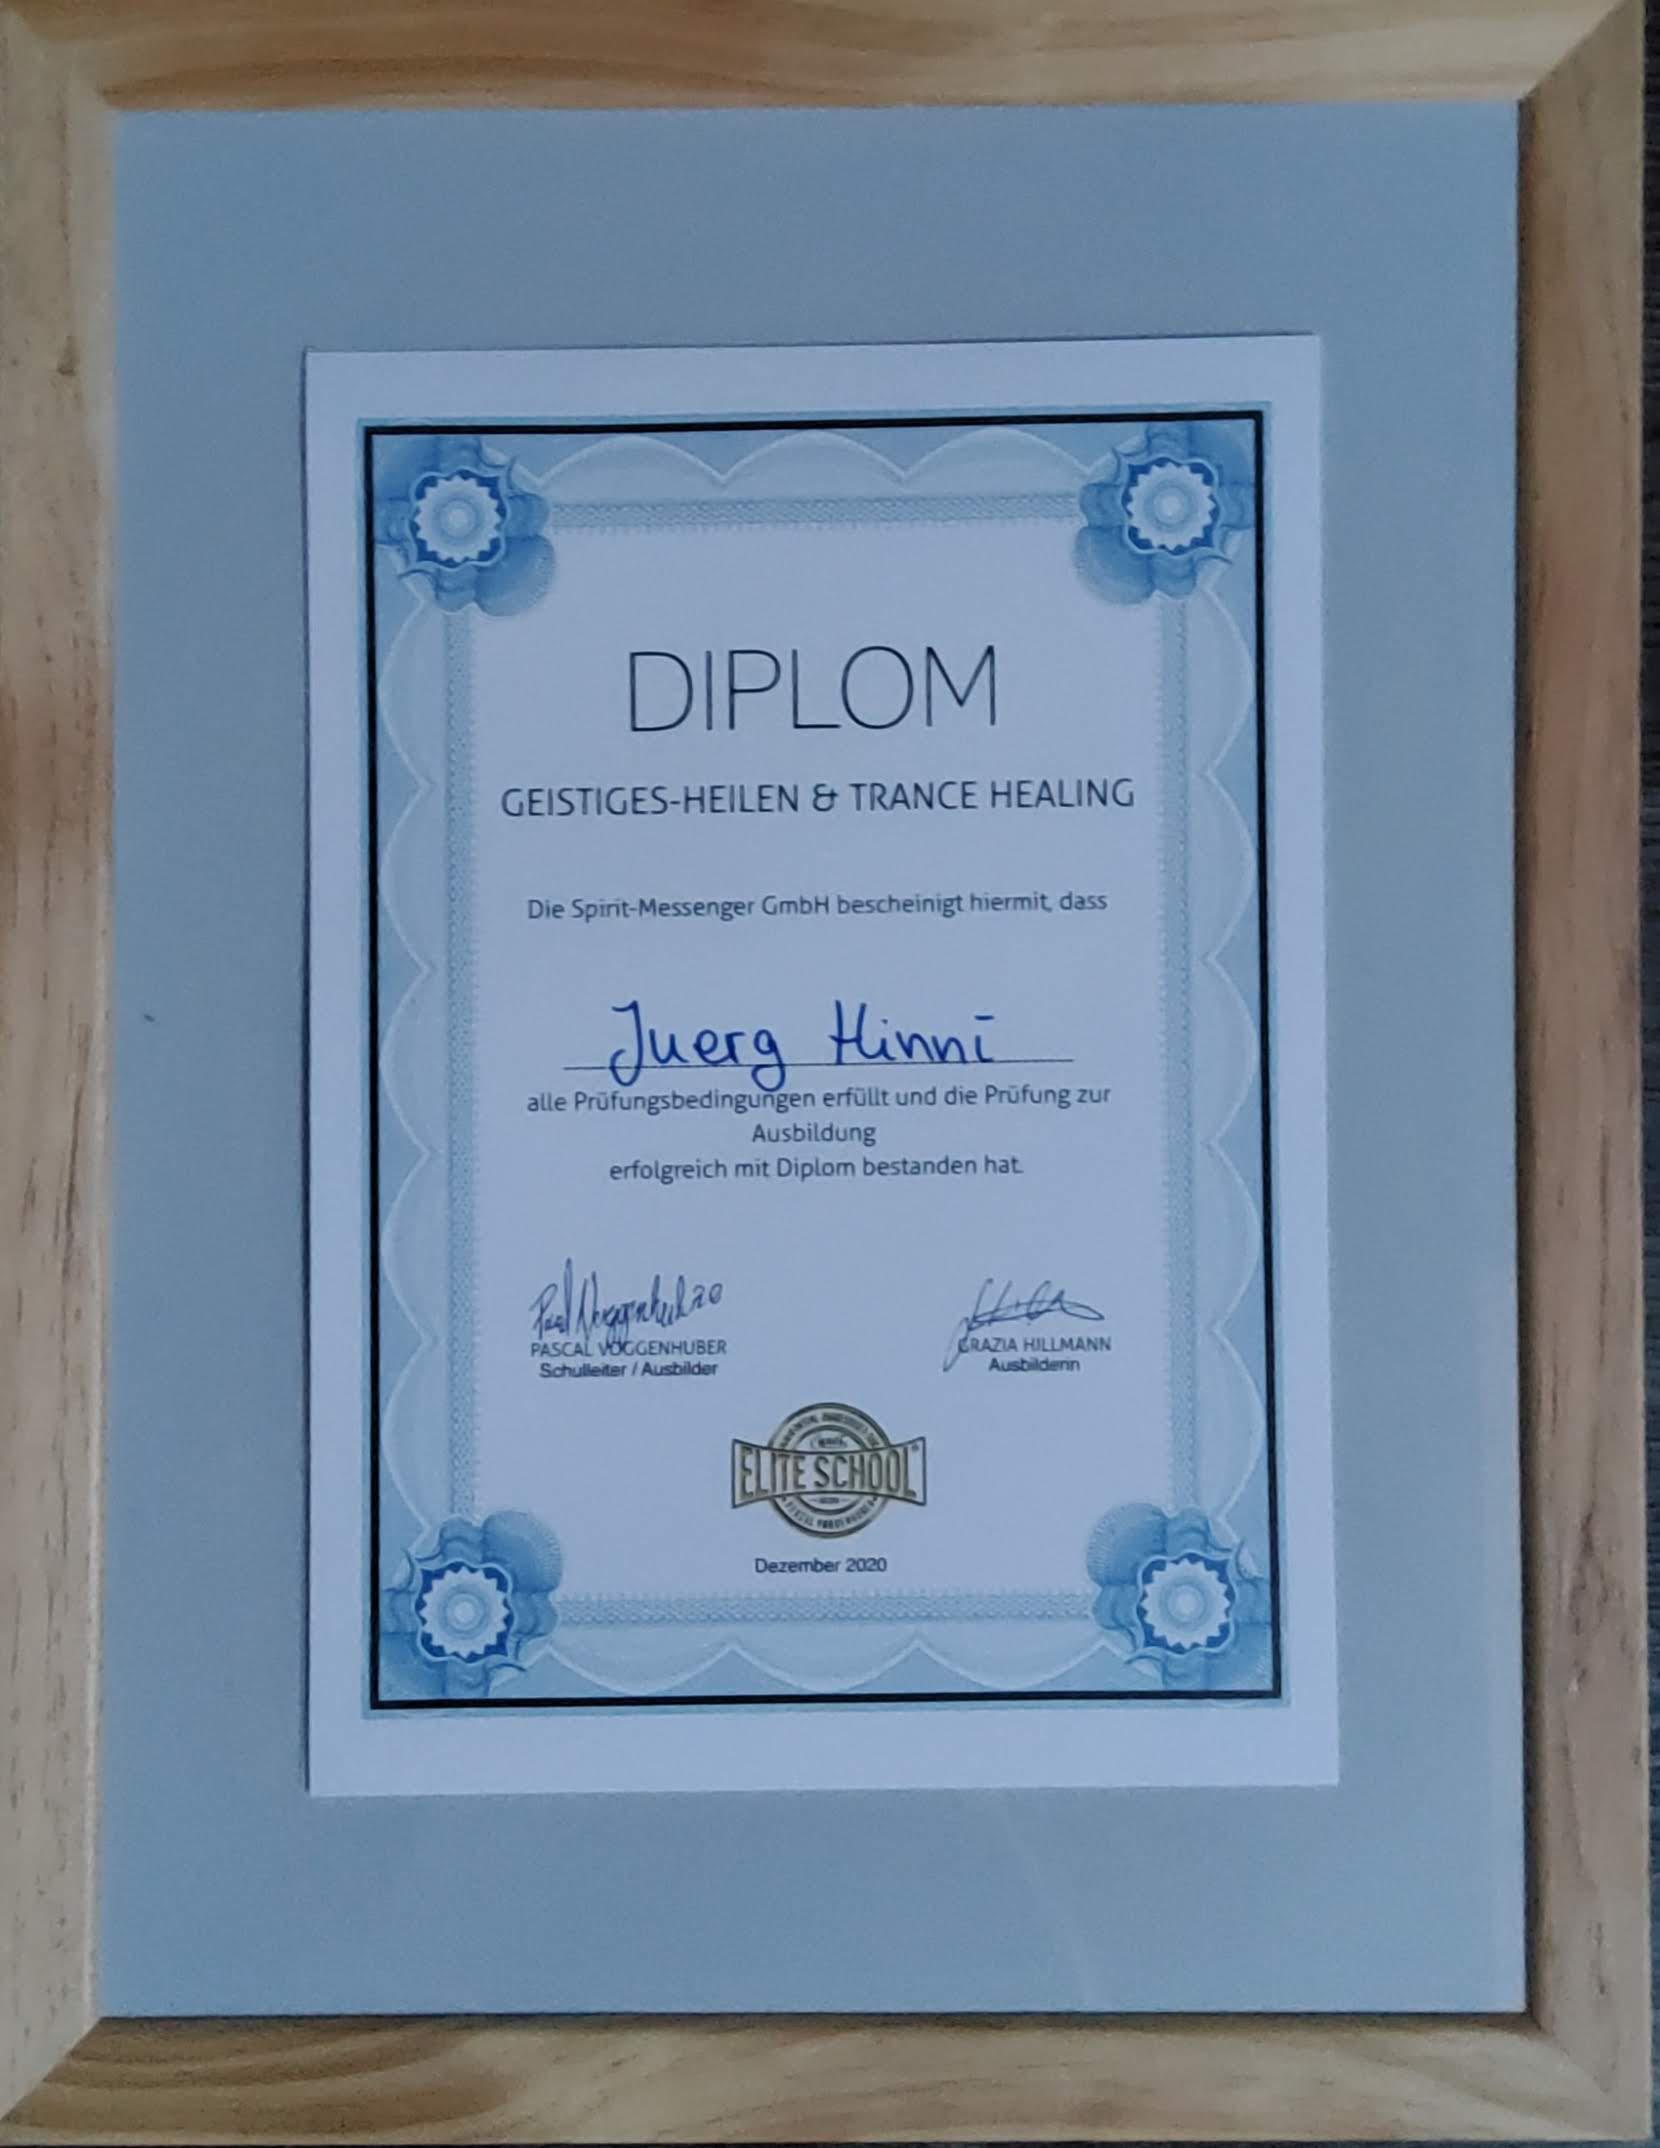 DIPLOM
GEISTIGES-HEILEN & TRANCE HEALING
Die Spirit-Messenger GmbH bescheinigt hiermit, dass
Juerg Hinni
alle Prüfungsbedingungen erfüllt und die Prüfung zur
Ausbildung
erfolgreich mit Diplom bestanden hat.
PASCAL VOGGENHUBER
Schulleiter / Ausbilder
GRAZIA HILLMANN
Ausbilderin
ELITE SCHOOL
Dezember 2020